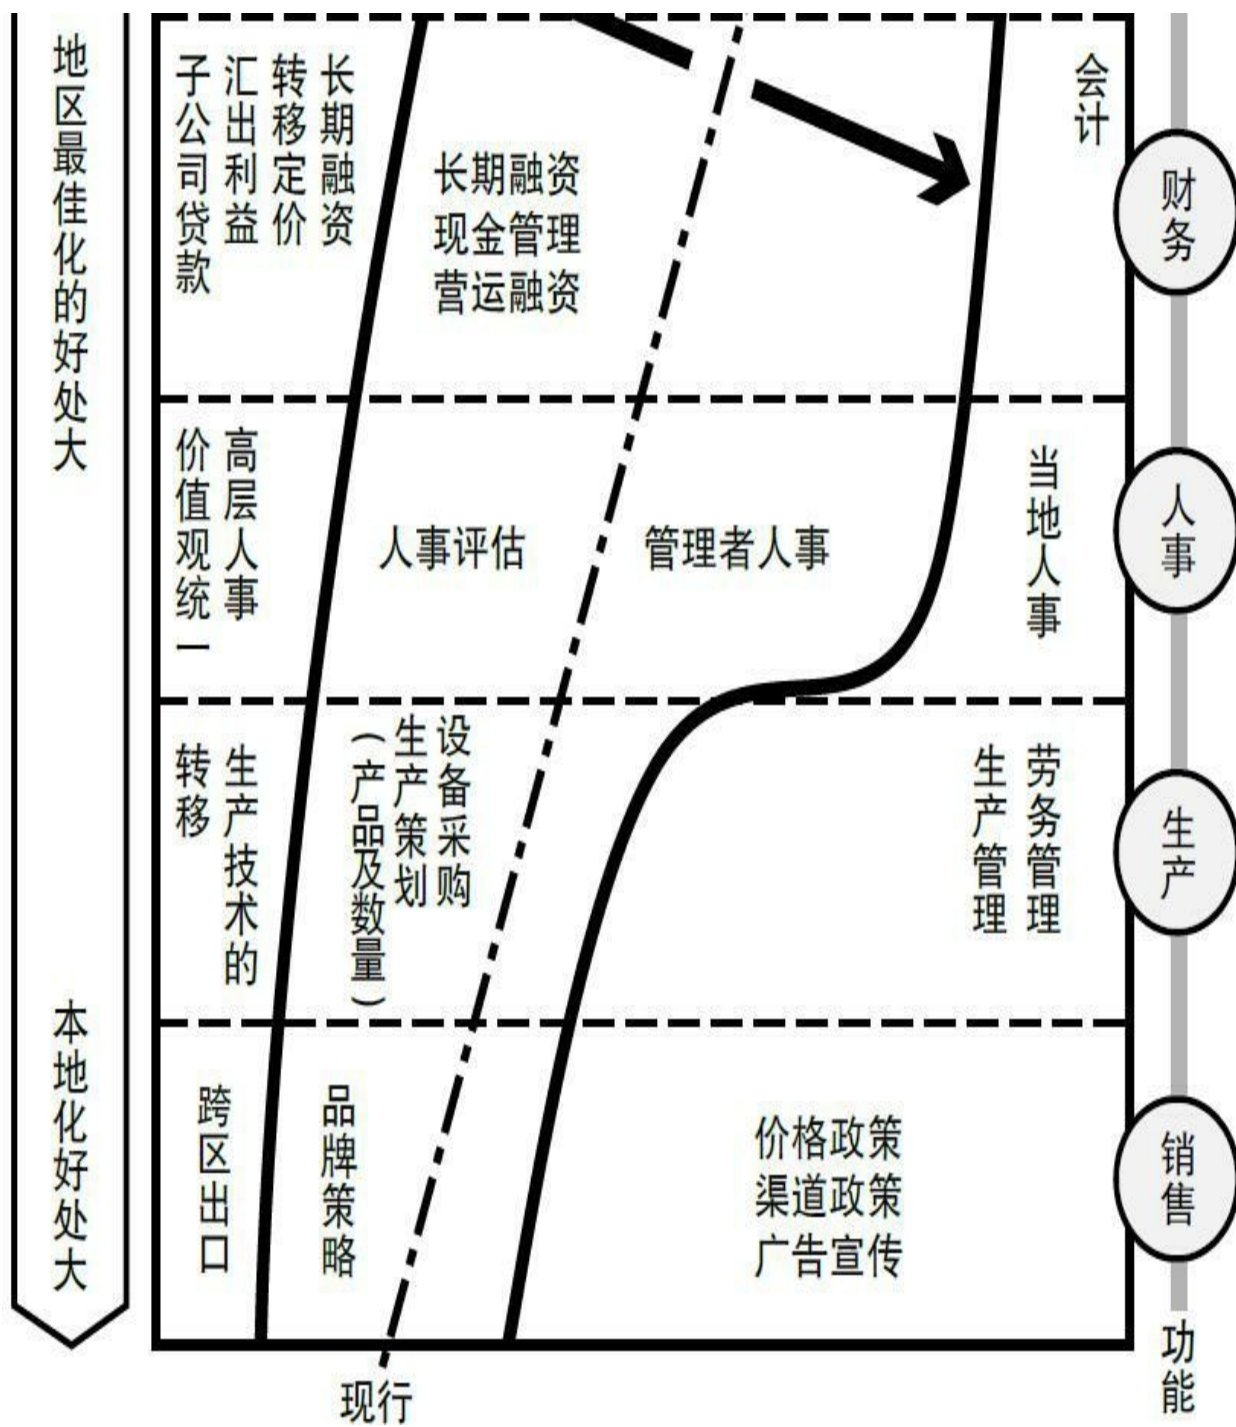 地区最佳化的好处大
本地化好处大
长期融资
转移定价
汇出利益
子公司贷款
长期融资
现金管理
营运融资
会计
财务
高层人事
价值观统一
人事评估
管理者人事
当地人事
人事
生产技术的
转移
设备采购
生产策划
(产品及数量)
劳务管理
生产管理
生产
跨区出口
品牌策略
价格政策
渠道政策
广告宣传
销售
现行
功能